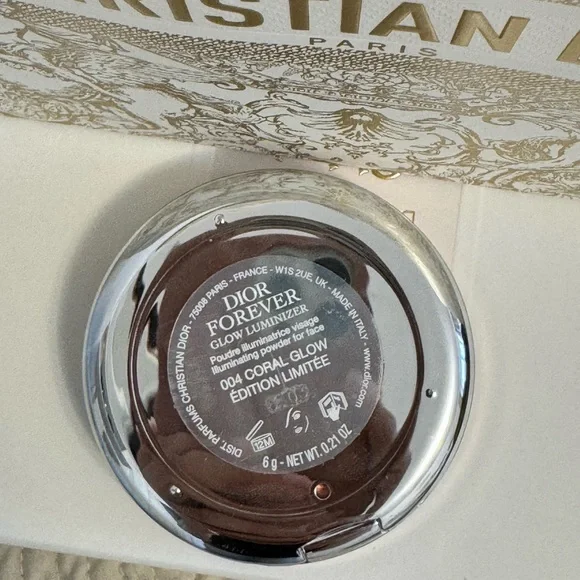 RISTIAN
PARIS
DIST. PARFUMS CHRISTIAN DIOR - 75008 PARIS - FRANCE - W1S 2UE, UK - MADE IN ITALY - www.dior.com
DIOR
FOREVER
GLOW LUMINIZER
Poudre illuminatrice visage
Illuminating powder for face
004 CORAL GLOW
ÉDITION LIMITÉE
12M
6 g - NET WT. 0.21 OZ